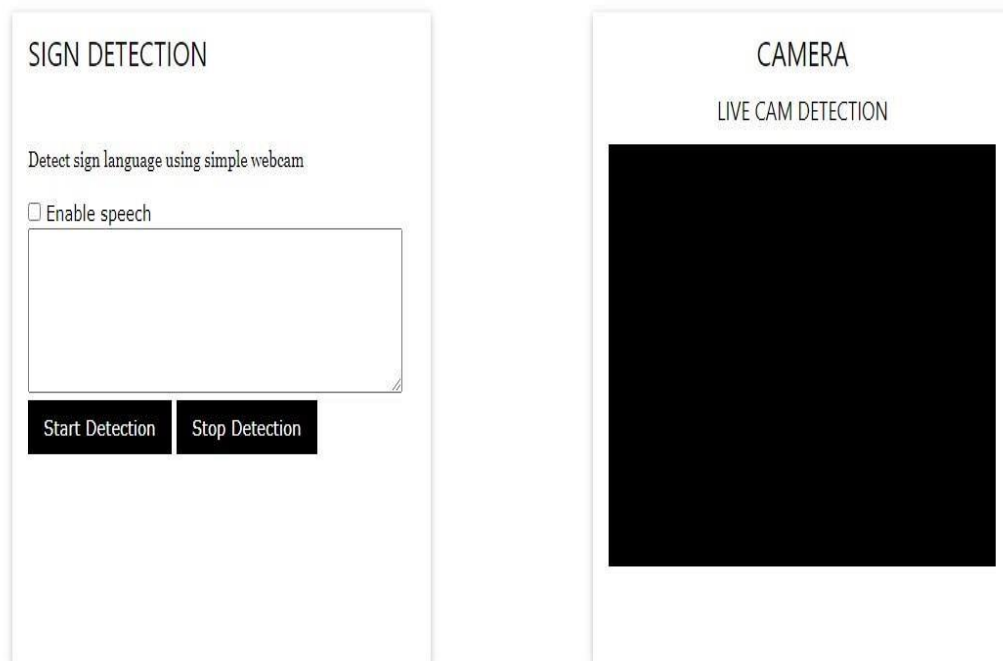 SIGN DETECTION
Detect sign language using simple webcam
Enable speech
Start Detection Stop Detection
CAMERA
LIVE CAM DETECTION